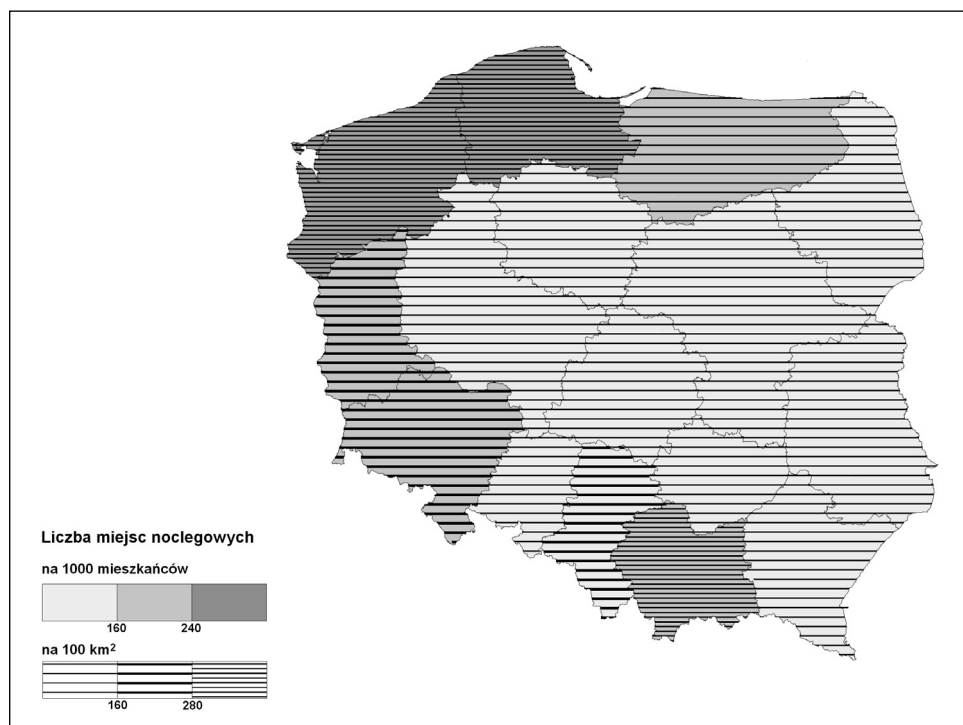 Liczba miejsc noclegowych
na 1000 mieszkańców
160 240
na 100 km²
160 280